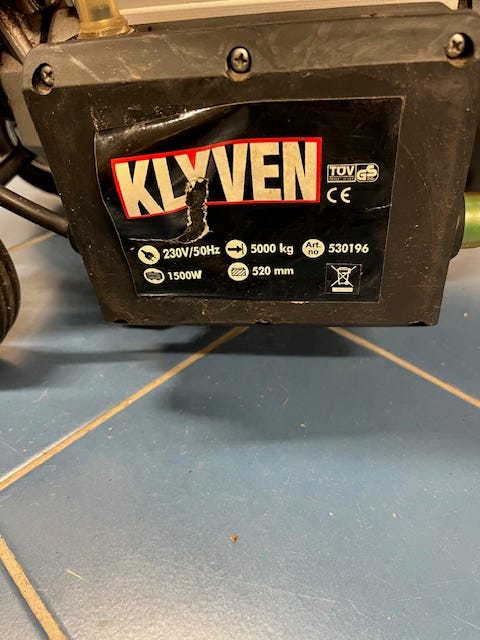 KLYVEN
TÜV GS
CE
230V/50Hz 5000 kg Art. no 530196
1500W 520 mm